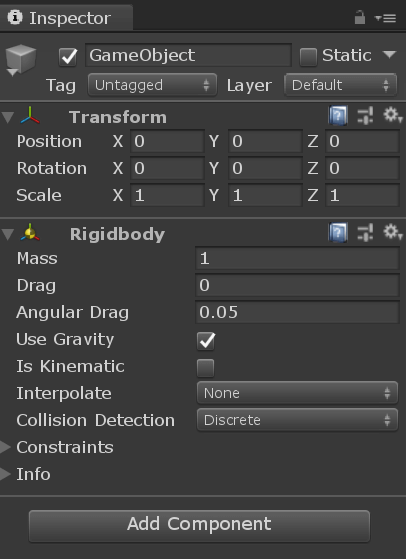 Inspector
GameObject Static
Tag Untagged Layer Default
Transform
Position X 0 Y 0 Z 0
Rotation X 0 Y 0 Z 0
Scale X 1 Y 1 Z 1
Rigidbody
Mass 1
Drag 0
Angular Drag 0.05
Use Gravity
Is Kinematic
Interpolate None
Collision Detection Discrete
Constraints
Info
Add Component